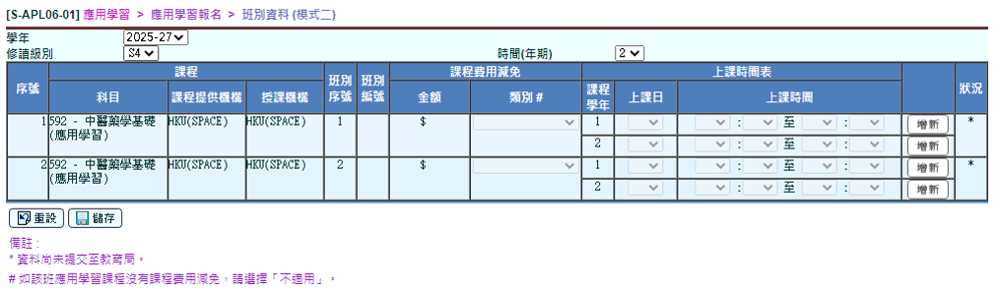 [S-APL06-01] 應用學習 > 應用學習報名 > 班別資料 (模式二)
學年 2025-27
修讀級別 S4 時間(年期) 2
序號 課程 班別序號 班別編號 課程費用減免 上課時間表 狀況
科目 課程提供機構 授課機構 金額 類別 # 課程學年 上課日 上課時間
1 592 - 中醫藥學基礎 (應用學習) HKU(SPACE) HKU(SPACE) 1 $ 1 : 至 : 增新 *
2 : 至 : 增新
2 592 - 中醫藥學基礎 (應用學習) HKU(SPACE) HKU(SPACE) 2 $ 1 : 至 : 增新 *
2 : 至 : 增新
重設 儲存
備註 :
* 資料尚未提交至教育局。
# 如該班應用學習課程沒有課程費用減免，請選擇「不適用」。